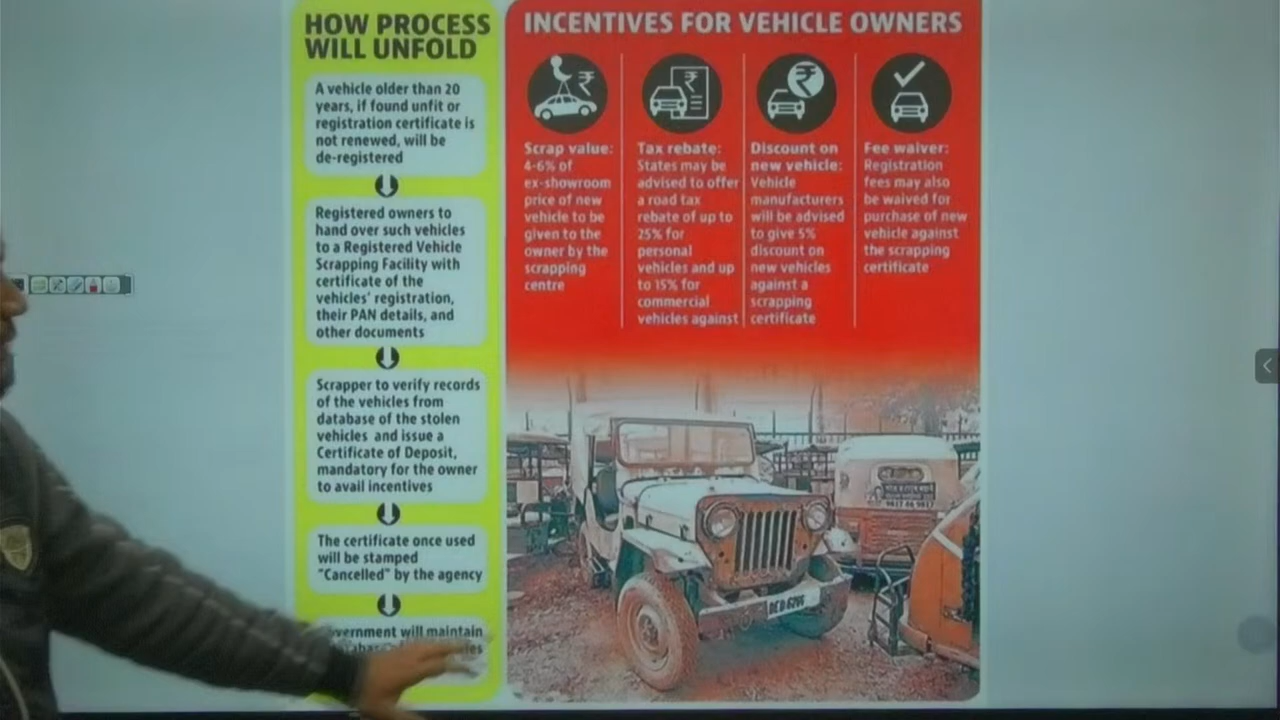 HOW PROCESS
WILL UNFOLD
A vehicle older than 20
years, if found unfit or
registration certificate is
not renewed, will be
de-registered
Registered owners to
hand over such vehicles
to a Registered Vehicle
Scrapping Facility with
certificate of the
vehicles' registration,
their PAN details, and
other documents
Scrapper to verify records
of the vehicles from
database of the stolen
vehicles and issue a
Certificate of Deposit,
mandatory for the owner
to avail incentives
The certificate once used
will be stamped
"Cancelled" by the agency
will maintain
INCENTIVES FOR VEHICLE OWNERS
Scrap value:
4-6% of
ex-showroom
price of new
vehicle to be
given to the
owner by the
scrapping
centre
Tax rebate:
States may be
advised to offer
a road tax
rebate of up to
25% for
personal
vehicles and up
to 15% for
commercial
vehicles against
Discount on
new vehicle:
Vehicle
manufacturers
will be advised
to give 5%
discount on
new vehicles
against a
scrapping
certificate
Fee waiver:
Registration
fees may also
be waived for
purchase of new
vehicle against
the scrapping
certificate